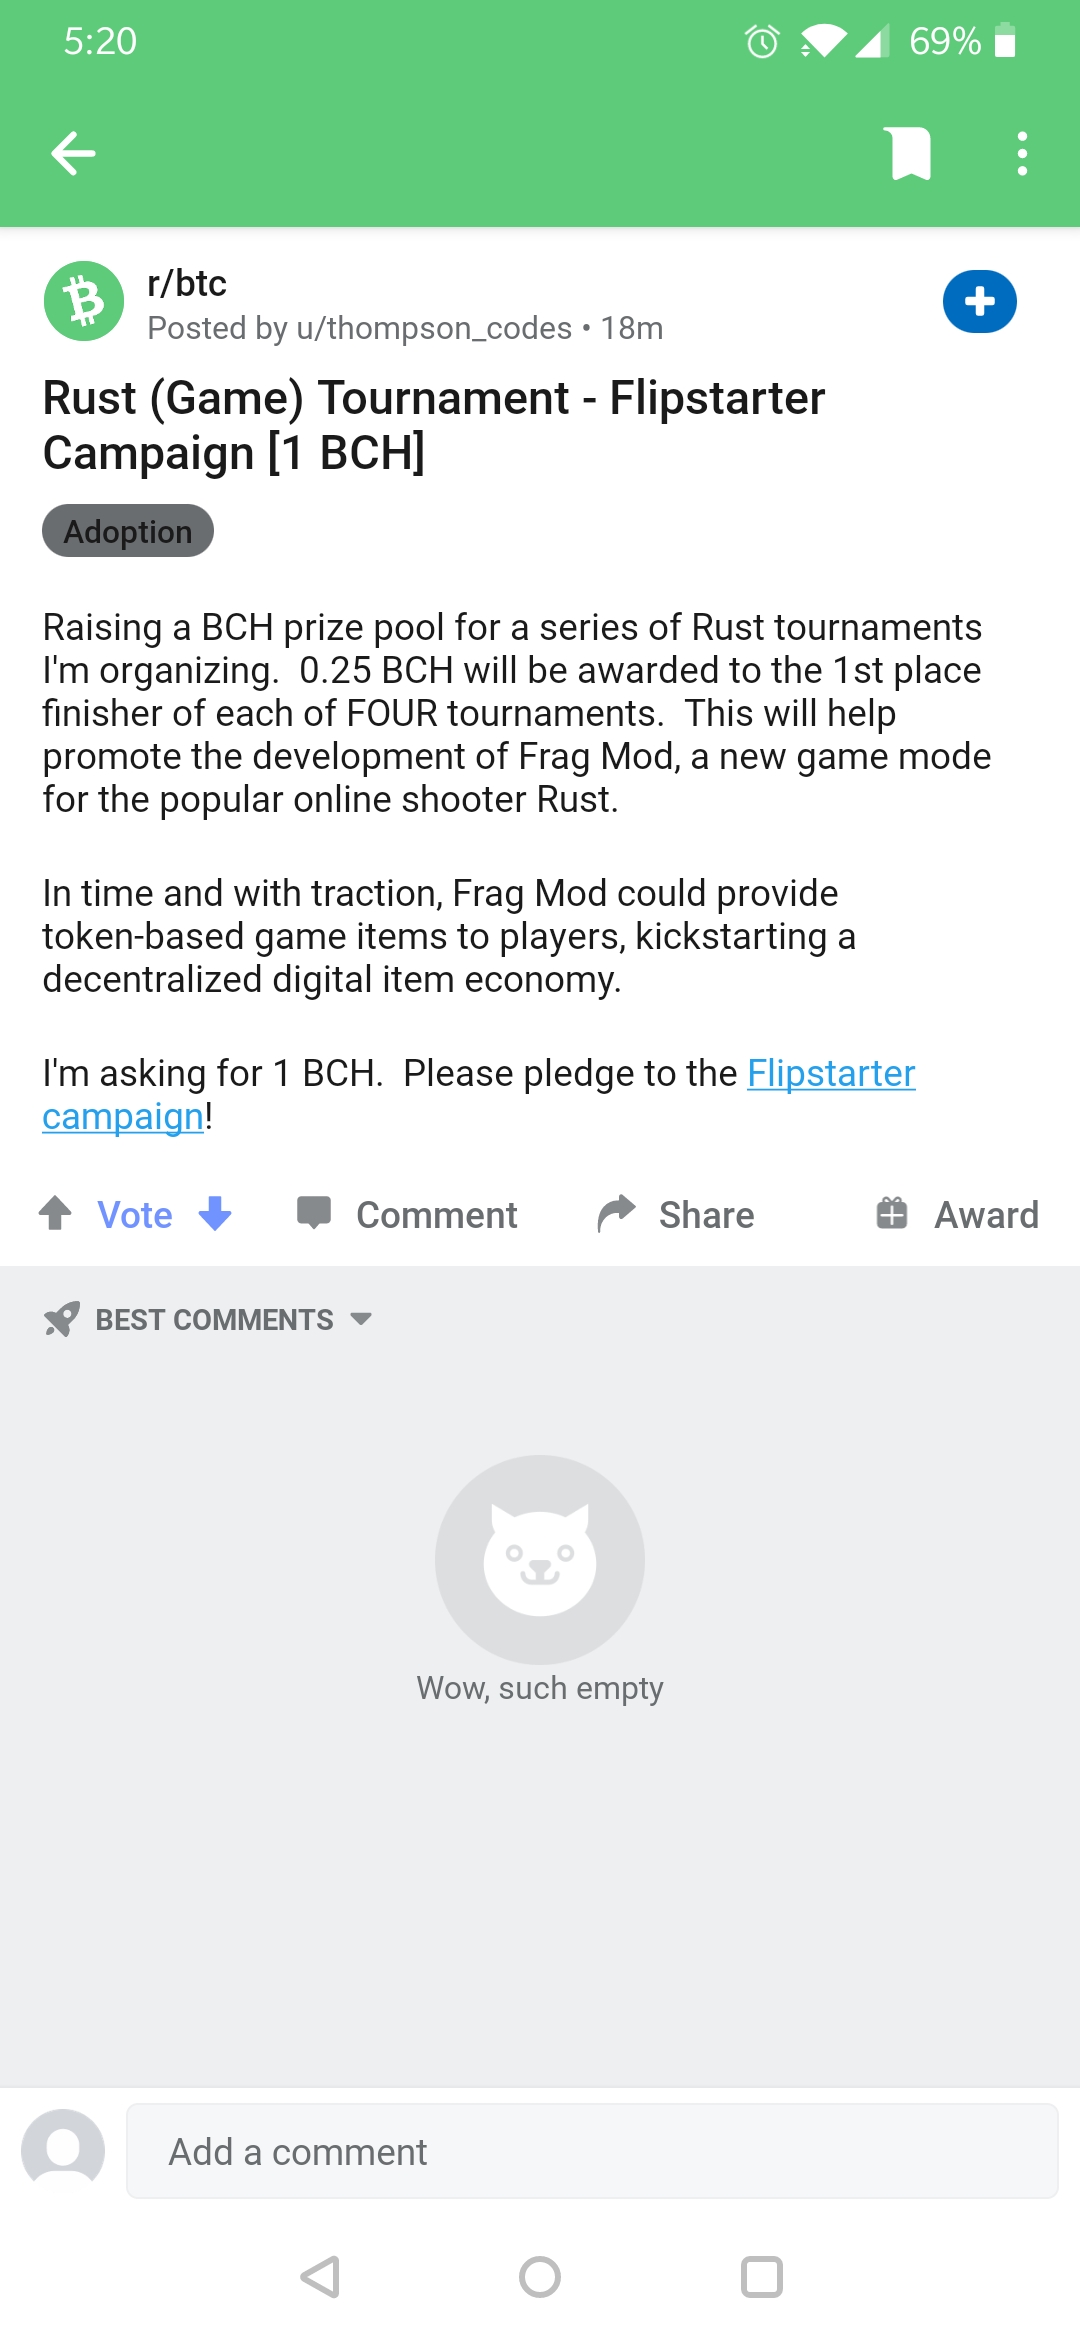 5:20
69%
r/btc
Posted by u/thompson_codes • 18m
Rust (Game) Tournament - Flipstarter
Campaign [1 BCH]
Adoption
Raising a BCH prize pool for a series of Rust tournaments
I'm organizing.  0.25 BCH will be awarded to the 1st place
finisher of each of FOUR tournaments.  This will help
promote the development of Frag Mod, a new game mode
for the popular online shooter Rust.
In time and with traction, Frag Mod could provide
token-based game items to players, kickstarting a
decentralized digital item economy.
I'm asking for 1 BCH.  Please pledge to the Flipstarter
campaign!
Vote
Comment
Share
Award
BEST COMMENTS
Wow, such empty
Add a comment